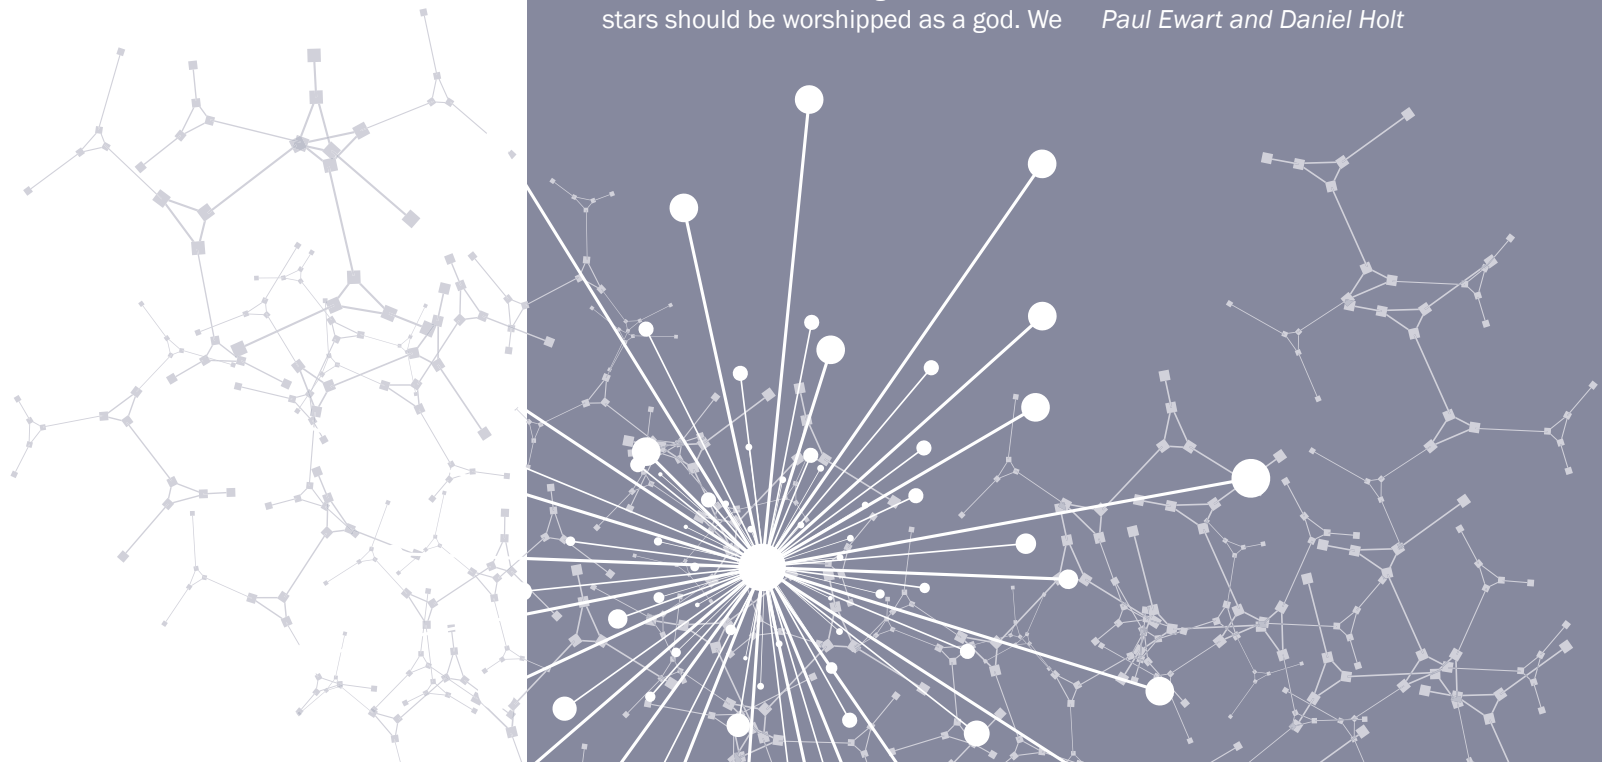 stars should be worshipped as a god. We
Paul Ewart and Daniel Holt